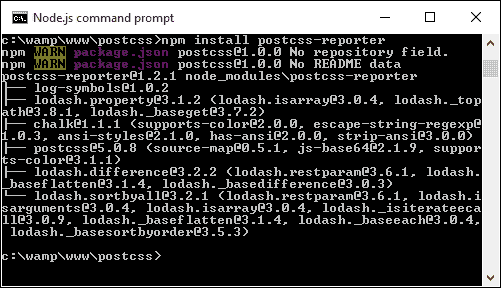 Node.js command prompt
c:\wamp\www\postcss>npm install postcss-reporter
npm WARN package.json postcss@1.0.0 No repository field.
npm WARN package.json postcss@1.0.0 No README data
postcss-reporter@1.2.1 node_modules\postcss-reporter
├── log-symbols@1.0.2
├── lodash.property@3.1.2 (lodash.isarray@3.0.4, lodash._top
ath@3.8.1, lodash._baseget@3.7.2)
├── chalk@1.1.1 (supports-color@2.0.0, escape-string-regexp@
1.0.3, ansi-styles@2.1.0, has-ansi@2.0.0, strip-ansi@3.0.0)
├── postcss@5.0.8 (source-map@0.5.1, js-base64@2.1.9, suppor
ts-color@3.1.1)
├── lodash.difference@3.2.2 (lodash.restparam@3.6.1, lodash.
_baseflatten@3.1.4, lodash._basedifference@3.0.3)
└── lodash.sortbyall@3.2.1 (lodash.restparam@3.6.1, lodash.i
sarguments@3.0.4, lodash.isarray@3.0.4, lodash._isiterateeca
ll@3.0.9, lodash._baseflatten@3.1.4, lodash._baseeach@3.0.4,
lodash._basesortbyorder@3.5.3)
c:\wamp\www\postcss>